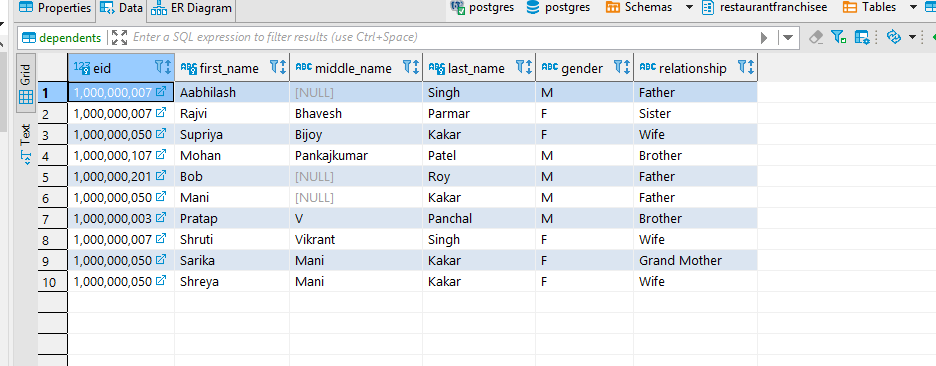 Properties Data ER Diagram postgres postgres Schemas restaurantfranchisee Tables
dependents Enter a SQL expression to filter results (use Ctrl+Space)
Grid
Text
123 eid ABC first_name ABC middle_name ABC last_name ABC gender ABC relationship
1 1,000,000,007 Aabhilash [NULL] Singh M Father
2 1,000,000,007 Rajvi Bhavesh Parmar F Sister
3 1,000,000,050 Supriya Bijoy Kakar F Wife
4 1,000,000,107 Mohan Pankajkumar Patel M Brother
5 1,000,000,201 Bob [NULL] Roy M Father
6 1,000,000,050 Mani [NULL] Kakar M Father
7 1,000,000,003 Pratap V Panchal M Brother
8 1,000,000,007 Shruti Vikrant Singh F Wife
9 1,000,000,050 Sarika Mani Kakar F Grand Mother
10 1,000,000,050 Shreya Mani Kakar F Wife